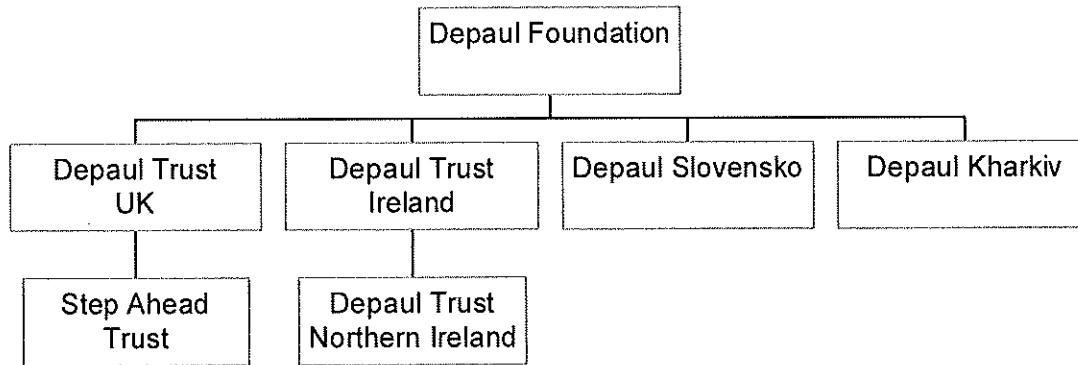 Depaul Foundation
Depaul Trust
UK
Depaul Trust
Ireland
Depaul Slovensko
Depaul Kharkiv
Step Ahead
Trust
Depaul Trust
Northern Ireland